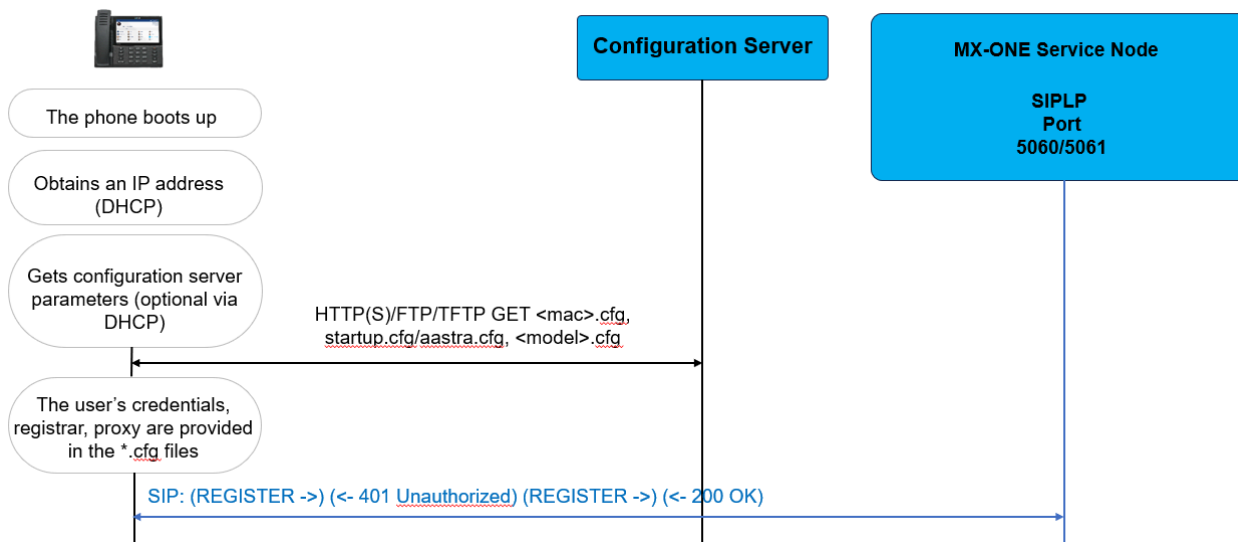 Configuration Server
MX-ONE Service Node
SIPLP
Port
5060/5061
The phone boots up
Obtains an IP address
(DHCP)
Gets configuration server
parameters (optional via
DHCP)
HTTP(S)/FTP/TFTP GET <mac>.cfg,
startup.cfg/aastra.cfg, <model>.cfg
The user’s credentials,
registrar, proxy are provided
in the *.cfg files
SIP: (REGISTER ->) (<- 401 Unauthorized) (REGISTER ->) (<- 200 OK)